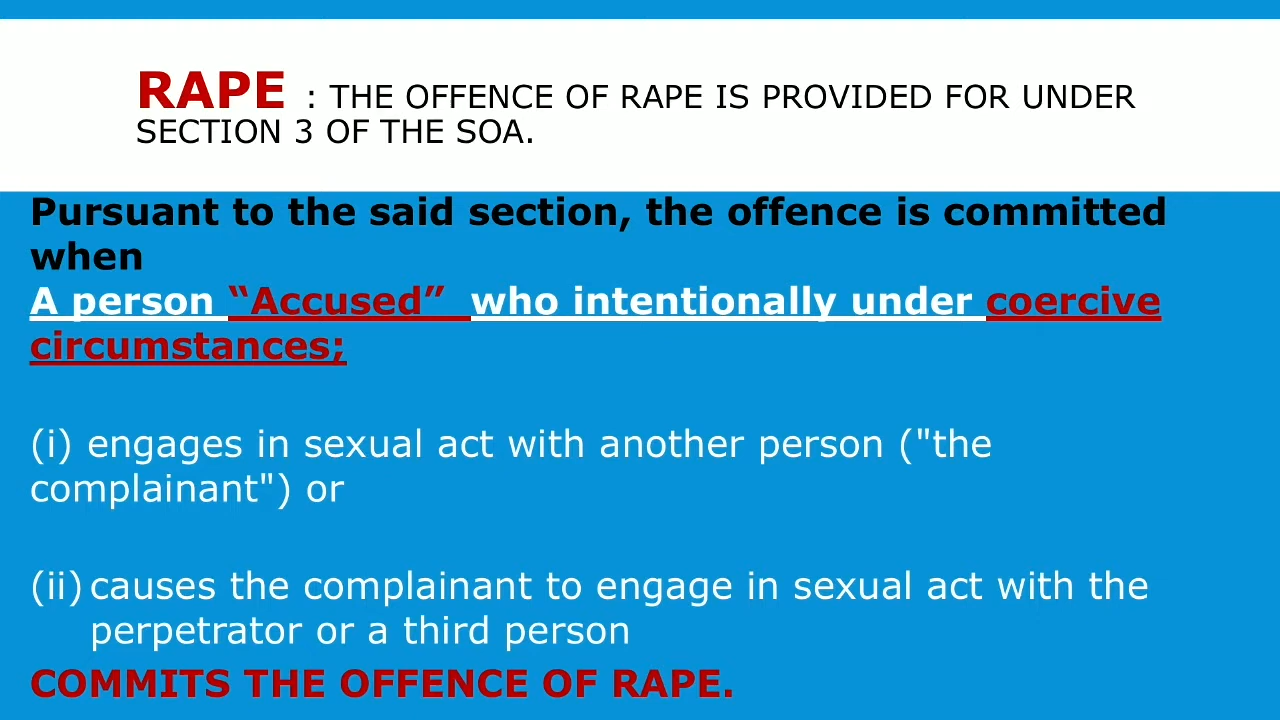 RAPE : THE OFFENCE OF RAPE IS PROVIDED FOR UNDER
SECTION 3 OF THE SOA.
Pursuant to the said section, the offence is committed
when
A person “Accused” who intentionally under coercive
circumstances;
(i) engages in sexual act with another person ("the
complainant") or
(ii) causes the complainant to engage in sexual act with the
perpetrator or a third person
COMMITS THE OFFENCE OF RAPE.